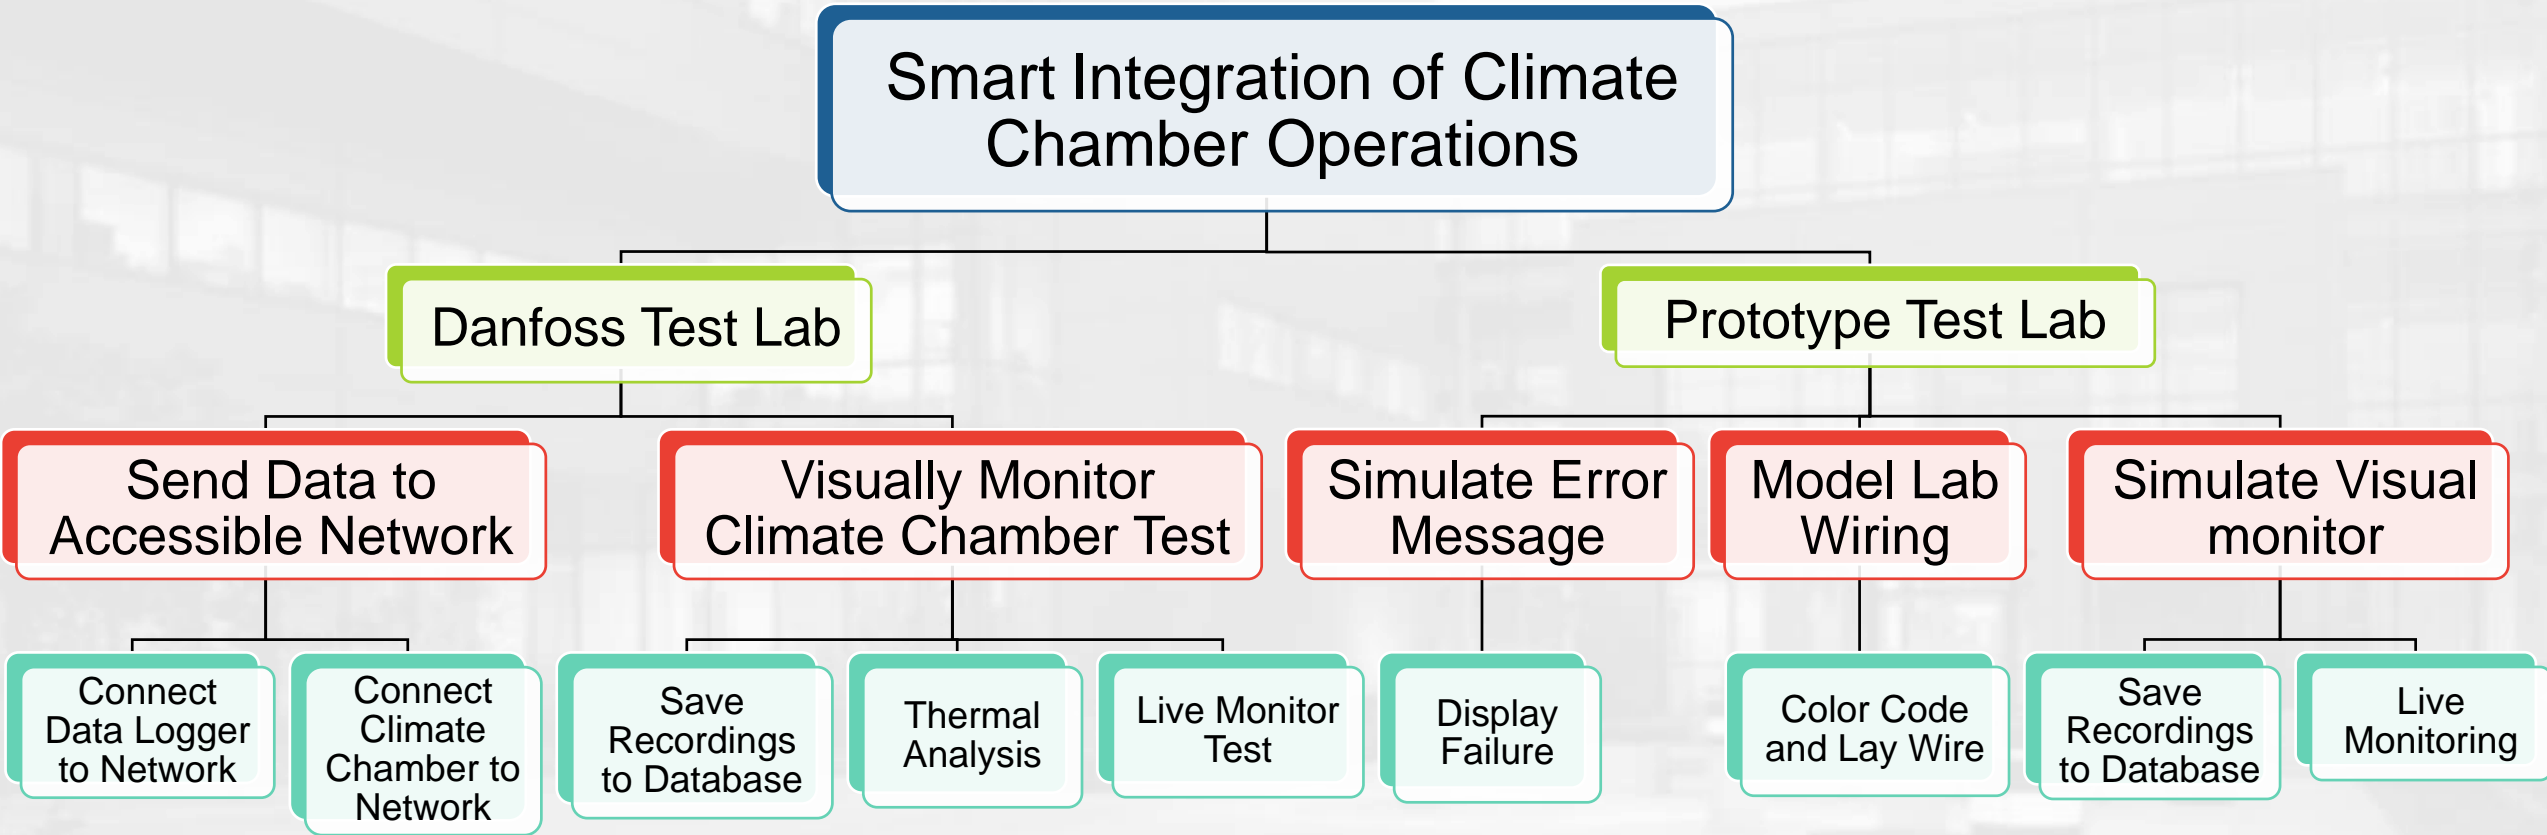 Smart Integration of Climate
Chamber Operations
Danfoss Test Lab
Prototype Test Lab
Send Data to
Accessible Network
Visually Monitor
Climate Chamber Test
Simulate Error
Message
Model Lab
Wiring
Simulate Visual
monitor
Connect
Data Logger
to Network
Connect
Climate
Chamber to
Network
Save
Recordings
to Database
Thermal
Analysis
Live Monitor
Test
Display
Failure
Color Code
and Lay Wire
Save
Recordings
to Database
Live
Monitoring